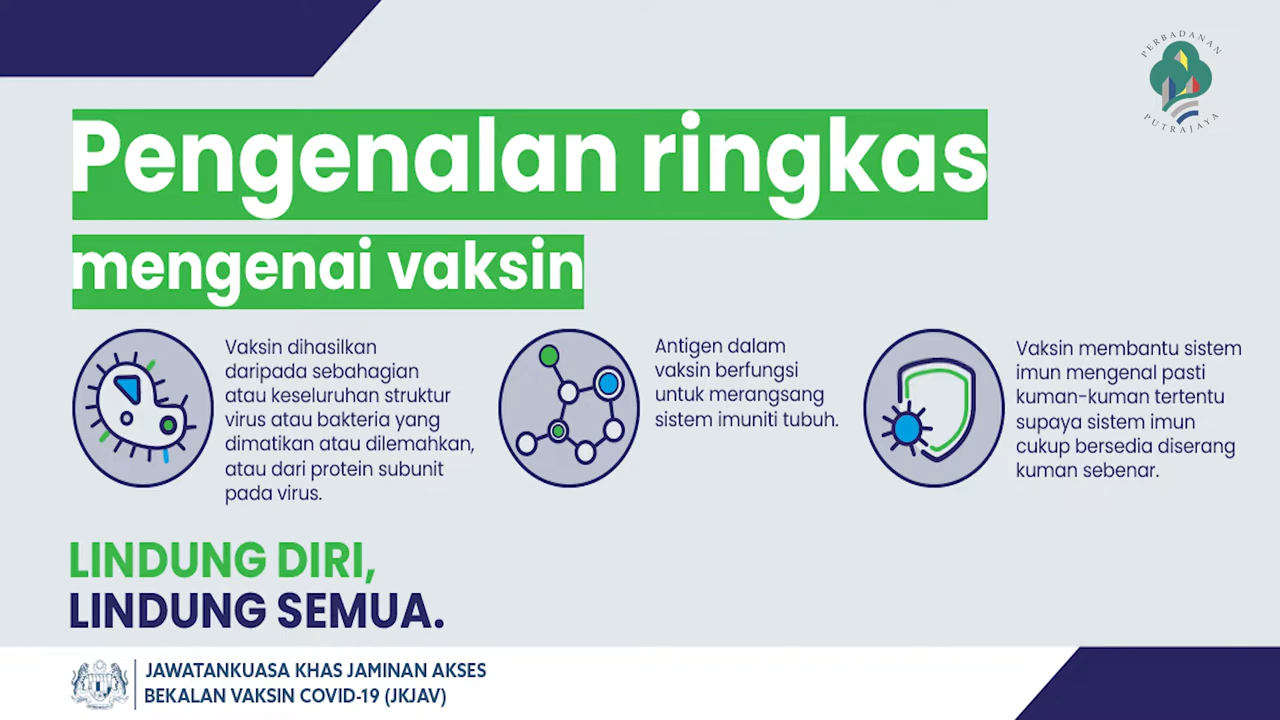 PERBADANAN
PUTRAJAYA
Pengenalan ringkas
mengenai vaksin
Vaksin dihasilkan
daripada sebahagian
atau keseluruhan struktur
virus atau bakteria yang
dimatikan atau dilemahkan,
atau dari protein subunit
pada virus.
Antigen dalam
vaksin berfungsi
untuk merangsang
sistem imuniti tubuh.
Vaksin membantu sistem
imun mengenal pasti
kuman-kuman tertentu
supaya sistem imun
cukup bersedia diserang
kuman sebenar.
LINDUNG DIRI,
LINDUNG SEMUA.
JAWATANKUASA KHAS JAMINAN AKSES
BEKALAN VAKSIN COVID-19 (JKJAV)